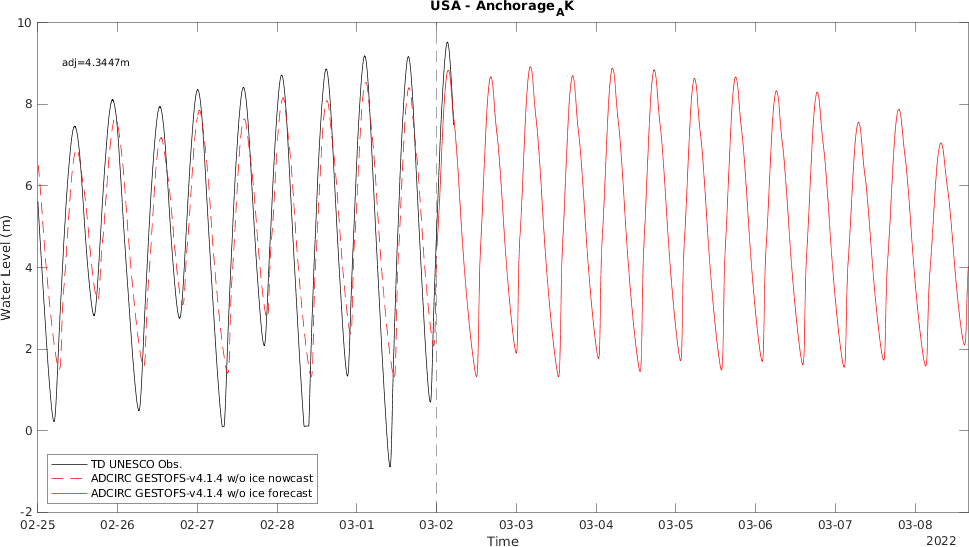 USA - Anchorage_AK
adj=4.3447m
10
8
6
4
2
0
-2
Water Level (m)
TD UNESCO Obs.
ADCIRC GESTOFS-v4.1.4 w/o ice nowcast
ADCIRC GESTOFS-v4.1.4 w/o ice forecast
02-25 02-26 02-27 02-28 03-01 03-02 03-03 03-04 03-05 03-06 03-07 03-08
Time
2022